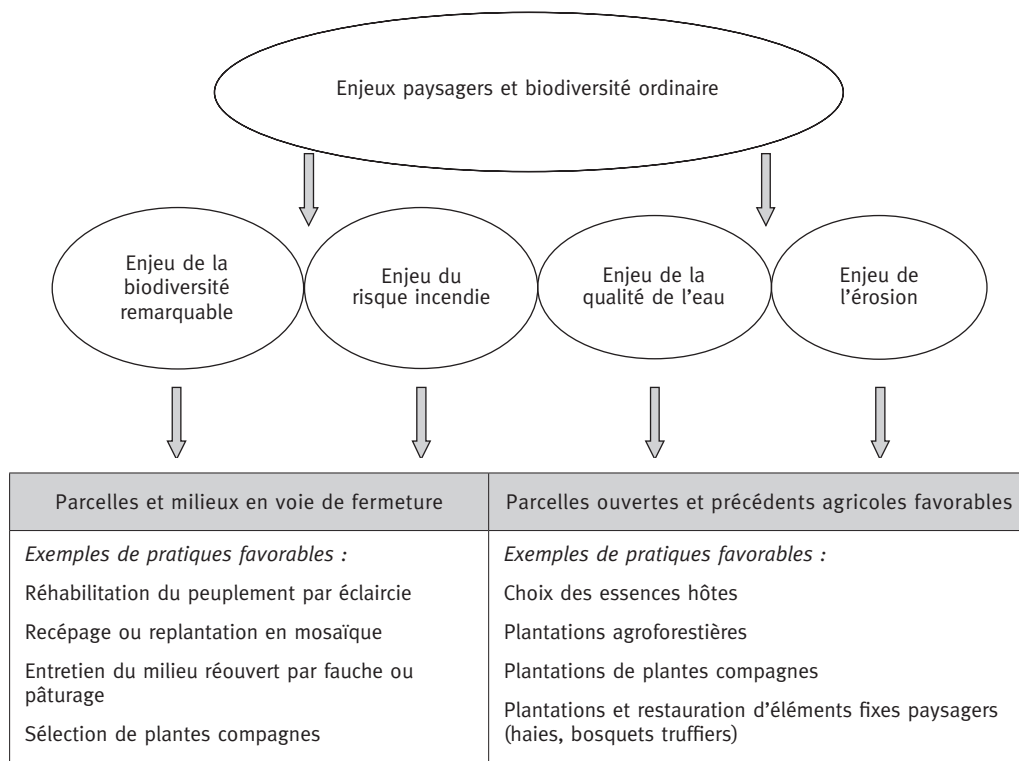 Enjeux paysagers et biodiversité ordinaire
Enjeu de la
biodiversité
remarquable
Enjeu du
risque incendie
Enjeu de la
qualité de l'eau
Enjeu de
l'érosion
Parcelles et milieux en voie de fermeture
Exemples de pratiques favorables :
Réhabilitation du peuplement par éclaircie
Recépage ou replantation en mosaïque
Entretien du milieu réouvert par fauche ou
pâturage
Sélection de plantes compagnes
Parcelles ouvertes et précédents agricoles favorables
Exemples de pratiques favorables :
Choix des essences hôtes
Plantations agroforestières
Plantations de plantes compagnes
Plantations et restauration d'éléments fixes paysagers
(haies, bosquets truffiers)